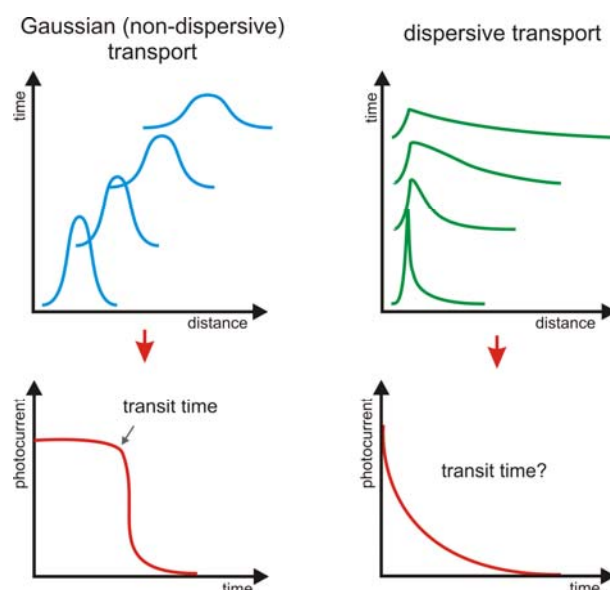 Gaussian (non-dispersive)
transport
dispersive transport
time
distance
time
distance
photocurrent
transit time
time
photocurrent
transit time?
time